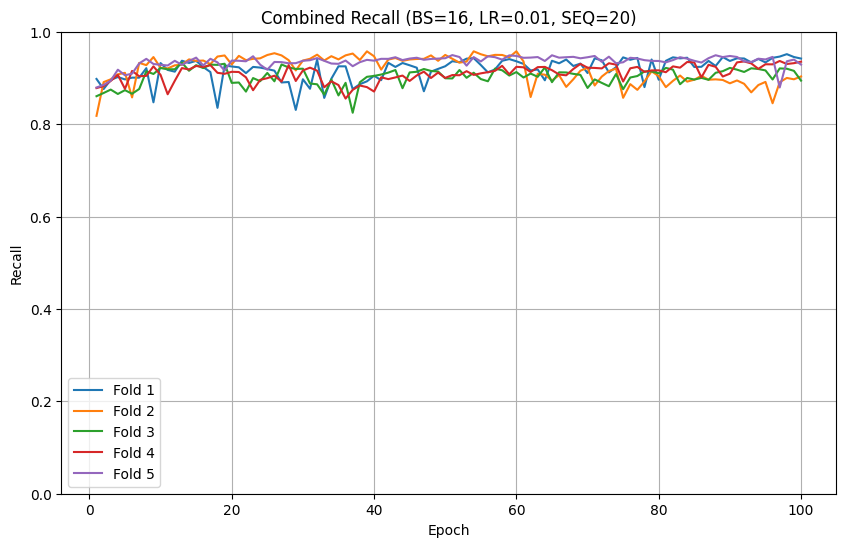 Combined Recall (BS=16, LR=0.01, SEQ=20)
1.0
0.8
0.6
0.4
0.2
0.0
Recall
Fold 1
Fold 2
Fold 3
Fold 4
Fold 5
0 20 40 60 80 100
Epoch